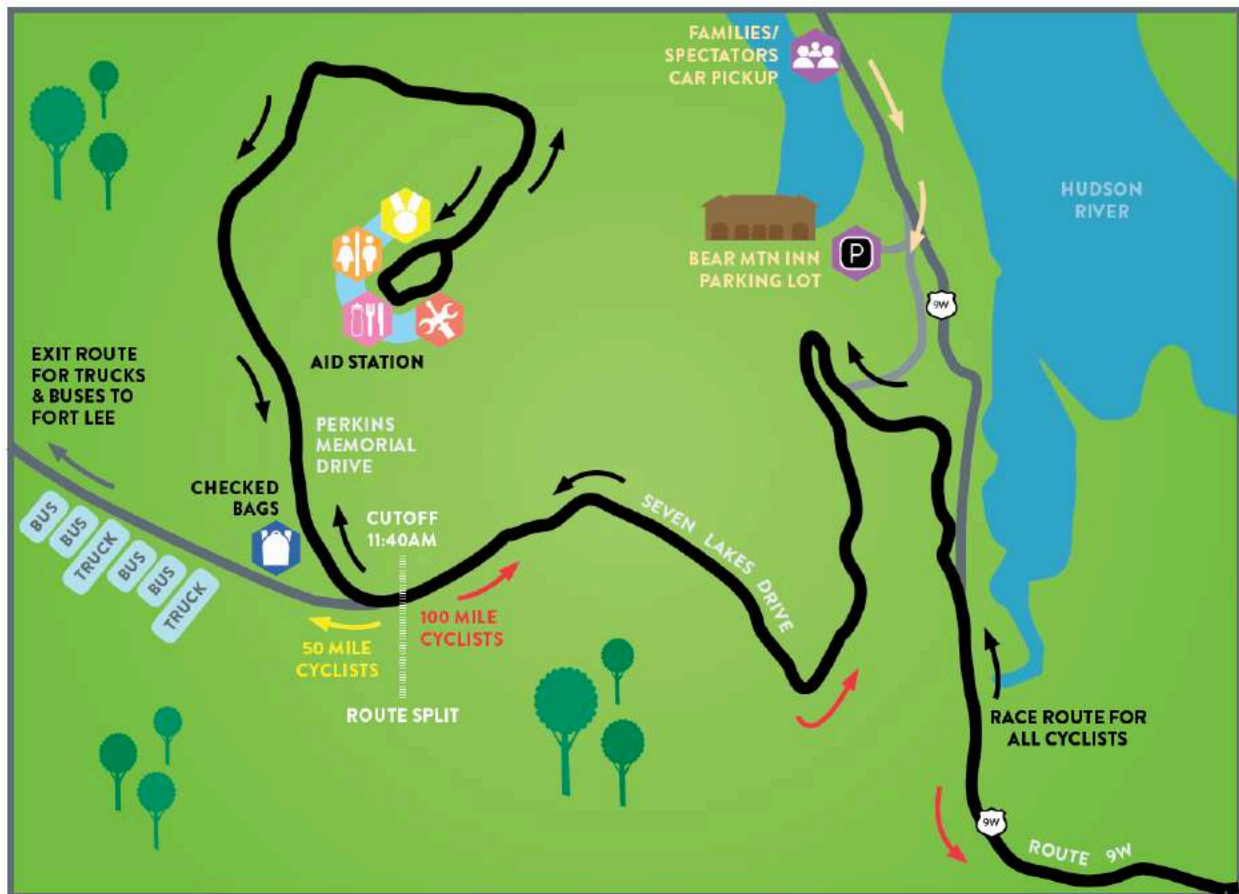 FAMILIES/
SPECTATORS
CAR PICKUP
HUDSON
RIVER
BEAR MTN INN
PARKING LOT
P
9W
EXIT ROUTE
FOR TRUCKS
& BUSES TO
FORT LEE
AID STATION
PERKINS
MEMORIAL
DRIVE
CHECKED
BAGS
CUTOFF
11:40AM
SEVEN LAKES DRIVE
BUS
BUS
TRUCK
BUS
BUS
TRUCK
100 MILE
CYCLISTS
50 MILE
CYCLISTS
ROUTE SPLIT
RACE ROUTE FOR
ALL CYCLISTS
9W
ROUTE 9W